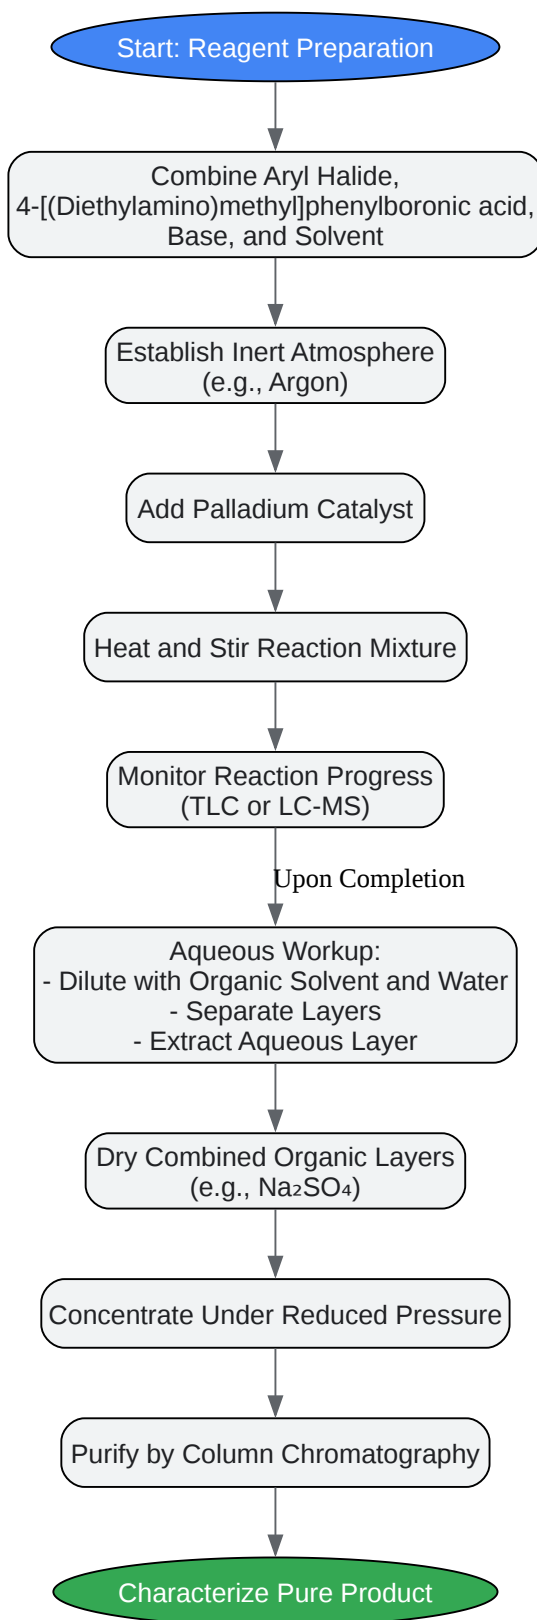 Start: Reagent Preparation
Combine Aryl Halide,
4-[(Diethylamino)methyl]phenylboronic acid,
Base, and Solvent
Establish Inert Atmosphere
(e.g., Argon)
Add Palladium Catalyst
Heat and Stir Reaction Mixture
Monitor Reaction Progress
(TLC or LC-MS)
Upon Completion
Aqueous Workup:
- Dilute with Organic Solvent and Water
- Separate Layers
- Extract Aqueous Layer
Dry Combined Organic Layers
(e.g., Na₂SO₄)
Concentrate Under Reduced Pressure
Purify by Column Chromatography
Characterize Pure Product